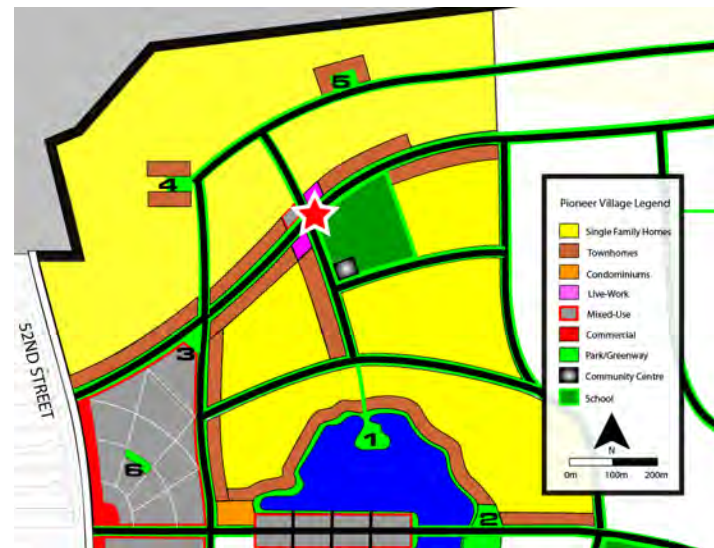 5
4
Pioneer Village Legend
Single Family Homes
Townhomes
Condominiums
Live-Work
Mixed-Use
Commercial
Park/Greenway
Community Centre
School
N
0m 100m 200m
52ND STREET
3
1
6
2